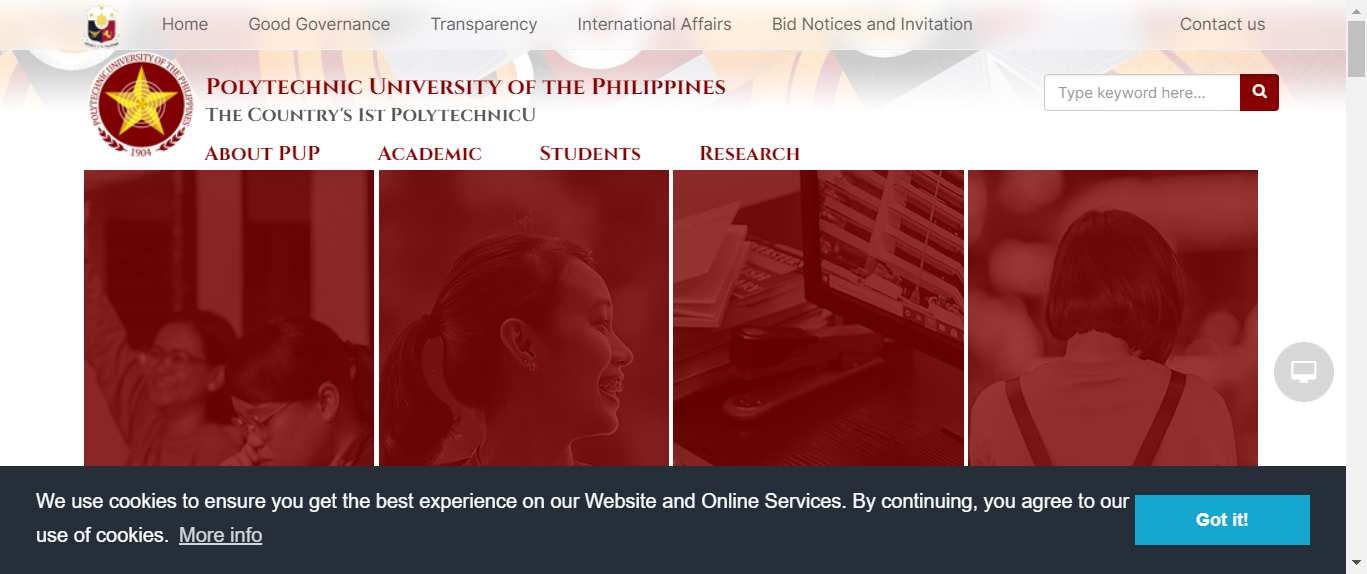 Home Good Governance Transparency International Affairs Bid Notices and Invitation Contact us
POLYTECHNIC UNIVERSITY OF THE PHILIPPINES
1904
Polytechnic University of the Philippines
The Country's 1st PolytechnicU
Type keyword here...
About PUP Academic Students Research
We use cookies to ensure you get the best experience on our Website and Online Services. By continuing, you agree to our
use of cookies. More info
Got it!